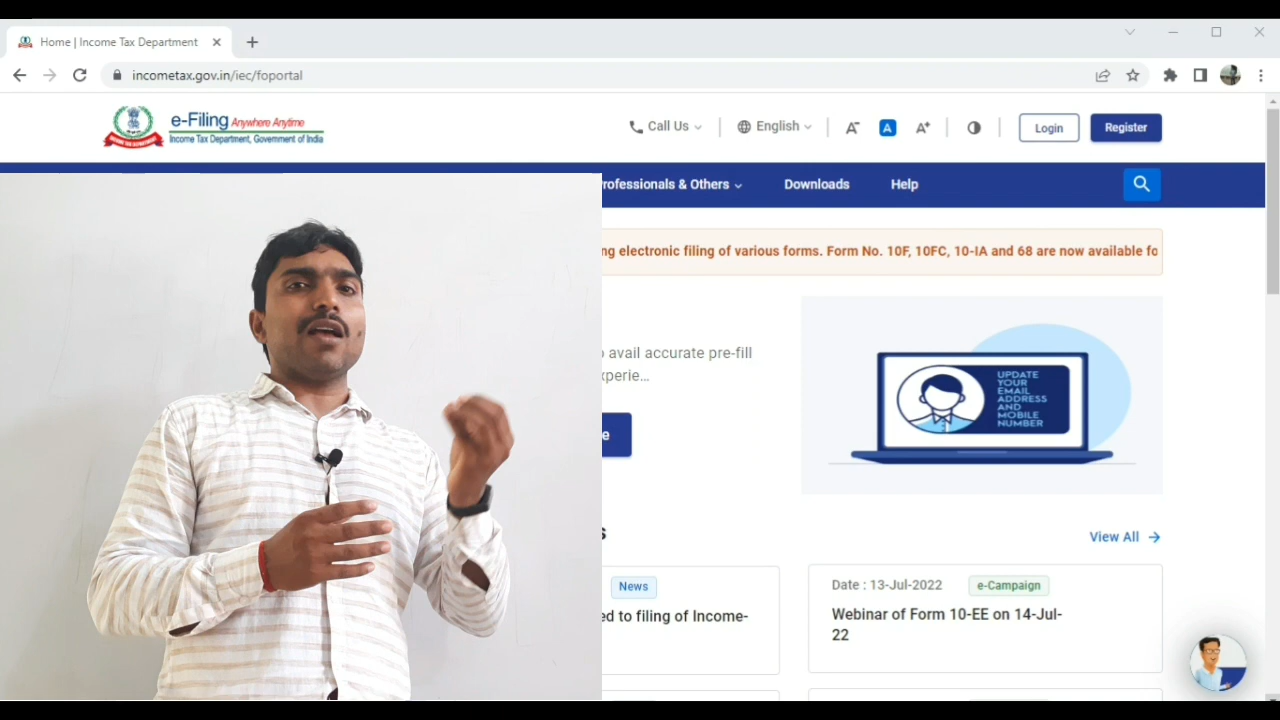 Home | Income Tax Department
incometax.gov.in/iec/foportal
e-Filing Anywhere Anytime
Income Tax Department, Government of India
Call Us
English
A-
A
A+
Login
Register
rofessionals & Others
Downloads
Help
ng electronic filing of various forms. Form No. 10F, 10FC, 10-IA and 68 are now available fo
avail accurate pre-fill
xperie...
e
UPDATE
YOUR
EMAIL
ADDRESS
AND
MOBILE
NUMBER
s
View All
News
ed to filing of Income-
Date : 13-Jul-2022
e-Campaign
Webinar of Form 10-EE on 14-Jul-
22